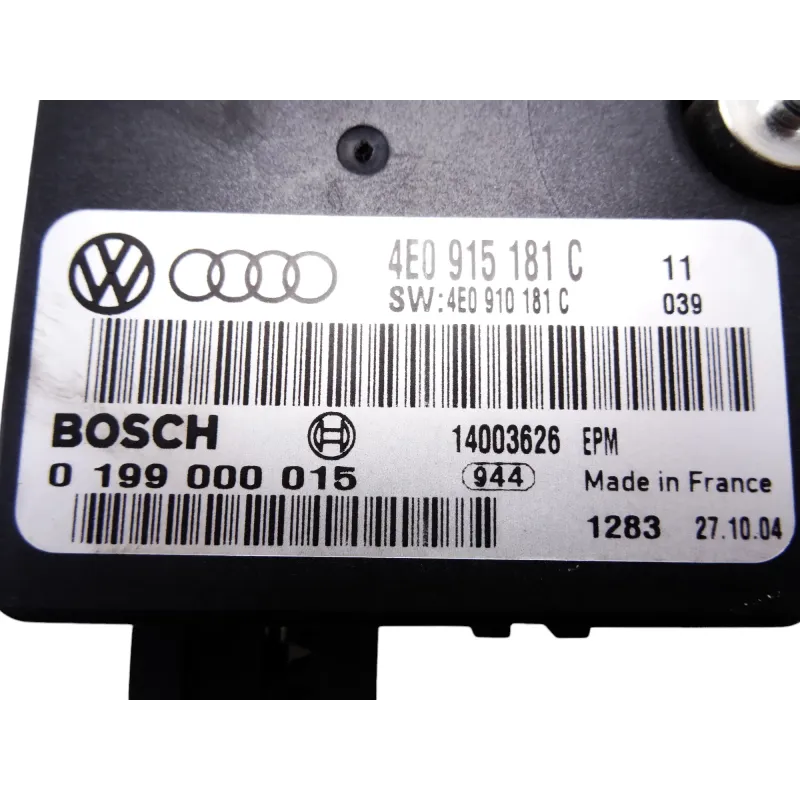 4E0 915 181 C 11
SW:4E0 910 181 C 039
BOSCH 14003626 EPM
0 199 000 015 944 Made in France
1283 27.10.04